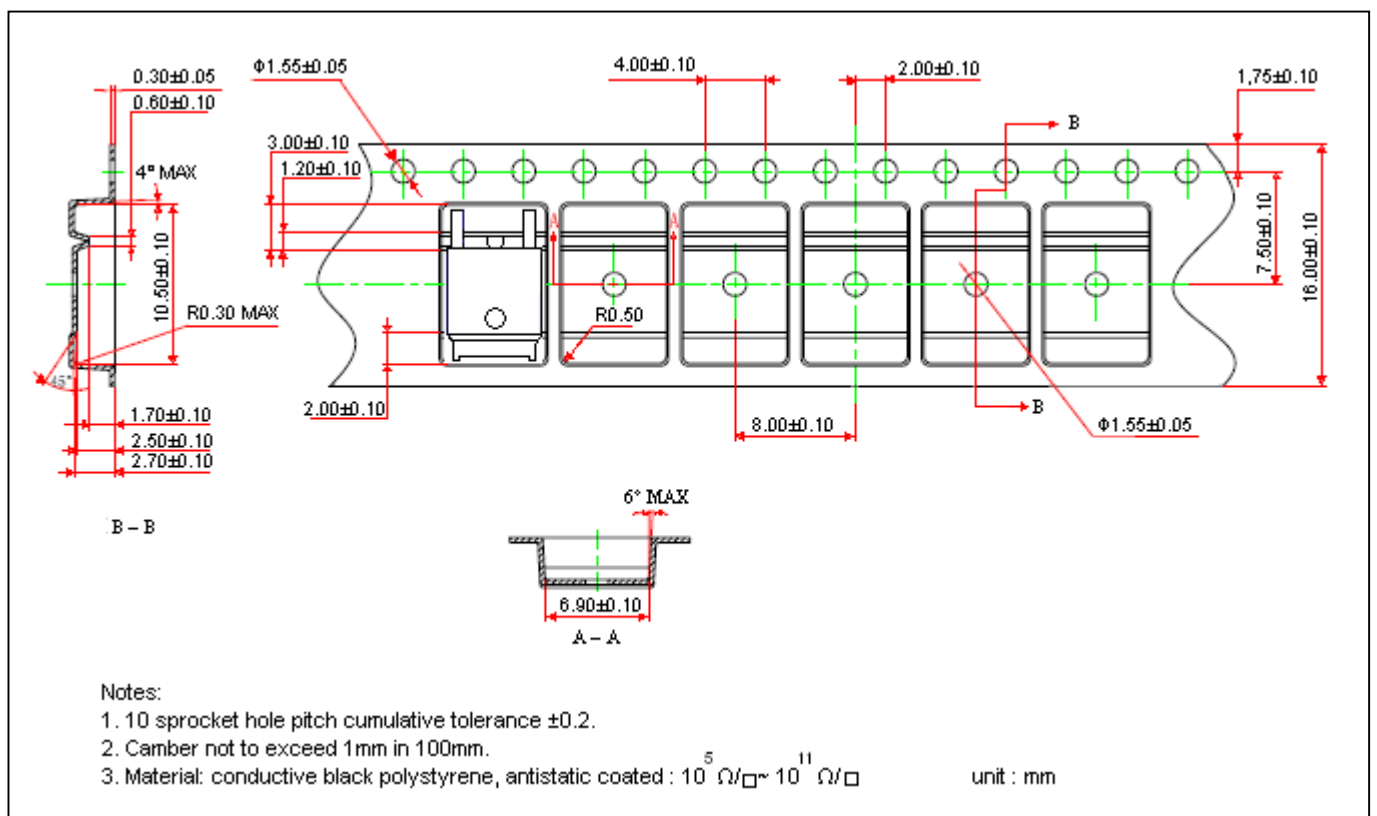 0.30±0.05
0.60±0.10
4° MAX
10.50±0.10
R0.30 MAX
45°
1.70±0.10
2.50±0.10
2.70±0.10
B – B
Φ1.55±0.05
3.00±0.10
1.20±0.10
4.00±0.10
2.00±0.10
B
1,75±0.10
A
A
7.50±0.10
16.00±0.10
R0.50
2.00±0.10
8.00±0.10
B
Φ1.55±0.05
6° MAX
6.90±0.10
A – A
Notes:
1. 10 sprocket hole pitch cumulative tolerance ±0.2.
2. Camber not to exceed 1mm in 100mm.
3. Material: conductive black polystyrene, antistatic coated : 10⁵ Ω/□~ 10¹¹ Ω/□ unit : mm